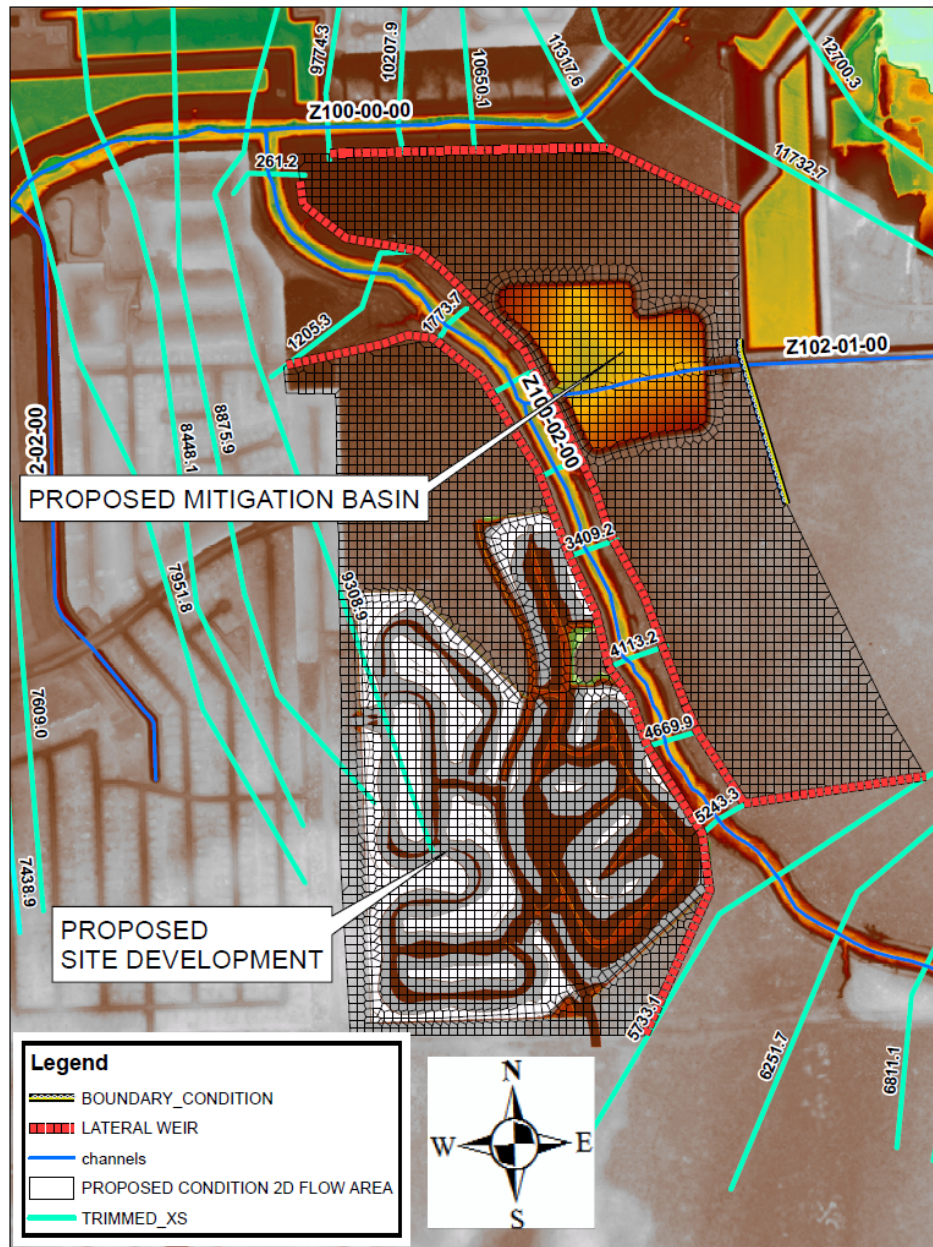 9774.3
10207.9
10650.1
11317.6
12700.3
Z100-00-00
11732.7
261.2
1205.3
1773.7
Z102-01-00
Z100-02-00
2-02-00
8875.9
8448.1
PROPOSED MITIGATION BASIN
3409.2
7951.8
9308.9
4113.2
7609.0
4669.9
5243.3
7438.9
PROPOSED
SITE DEVELOPMENT
5733.1
6251.7
6811.1
Legend
BOUNDARY_CONDITION
LATERAL WEIR
channels
PROPOSED CONDITION 2D FLOW AREA
TRIMMED_XS
N
W
E
S